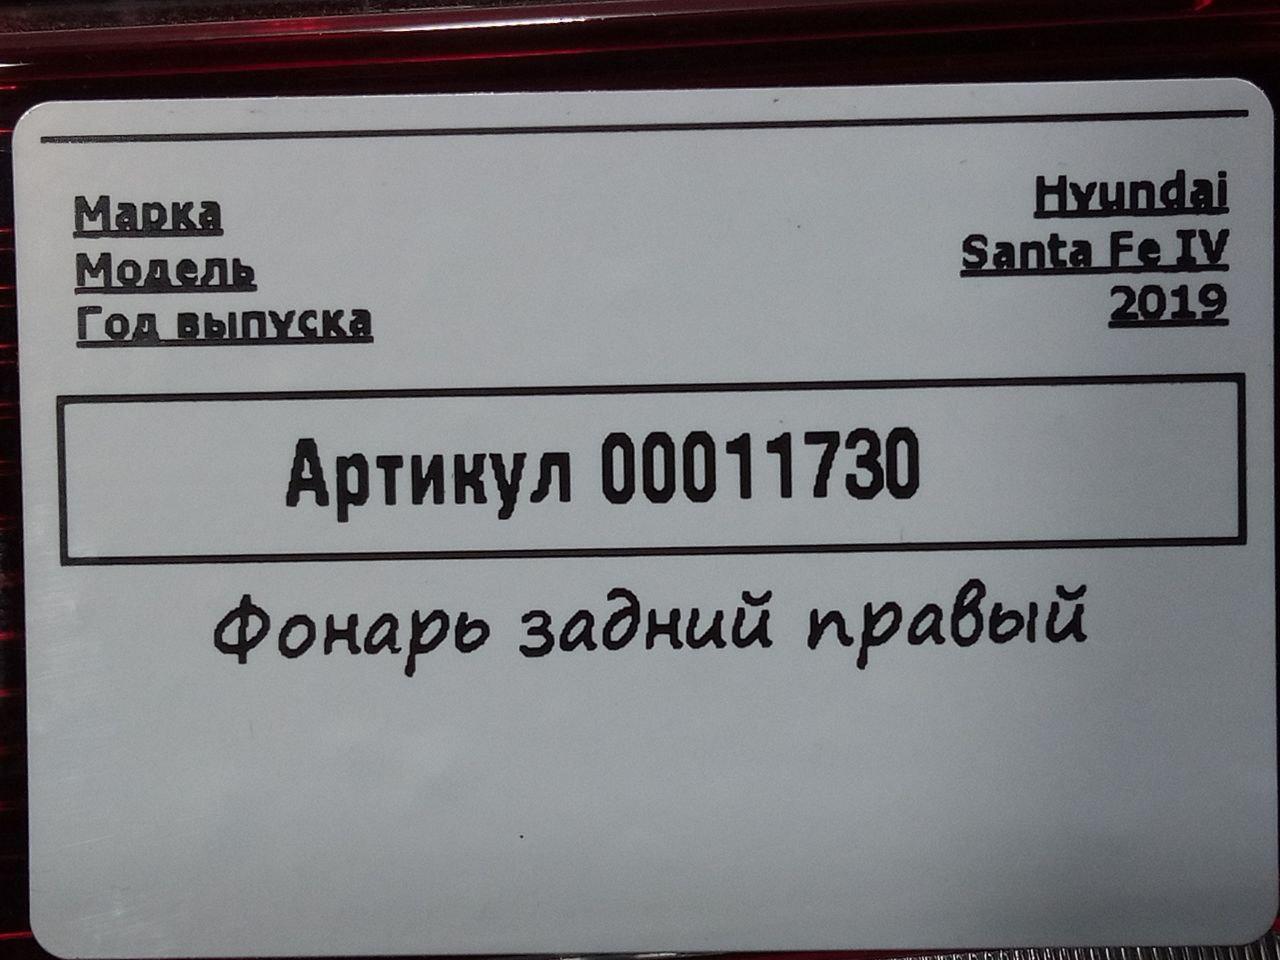 Марка Hyundai
Модель Santa Fe IV
Год выпуска 2019
Артикул 00011730
Фонарь задний правый